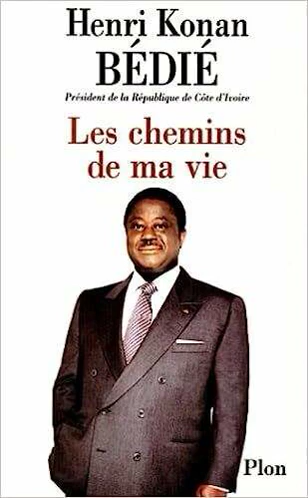 Henri Konan
BÉDIÉ
Président de la République de Côte d'Ivoire
Les chemins
de ma vie
Plon